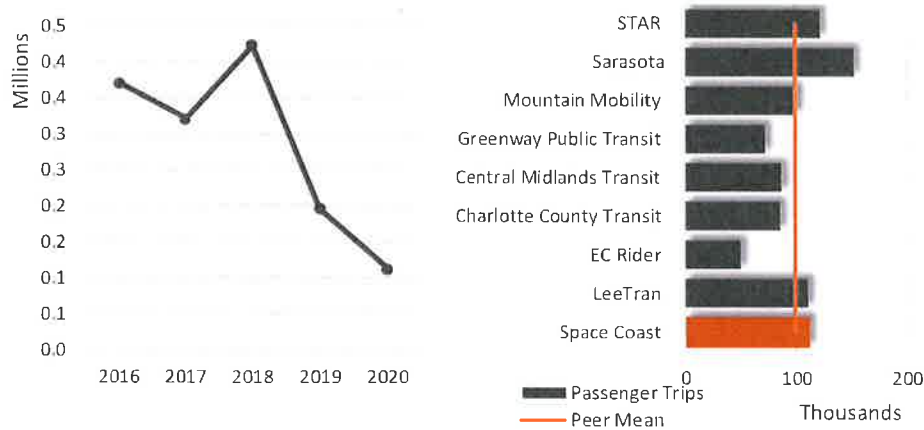 Millions
0.5
0.4
0.4
0.3
0.3
0.2
0.2
0.1
0.1
0.0
2016 2017 2018 2019 2020
STAR
Sarasota
Mountain Mobility
Greenway Public Transit
Central Midlands Transit
Charlotte County Transit
EC Rider
LeeTran
Space Coast
0 100 200
Thousands
Passenger Trips
Peer Mean